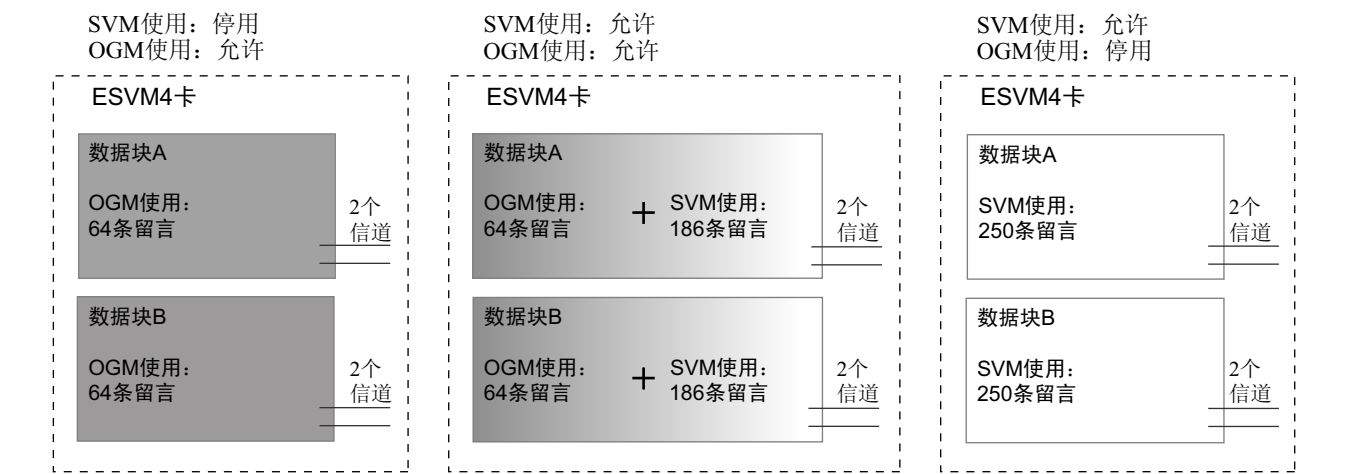 SVM使用：停用
OGM使用：允许
ESVM4卡
数据块A
OGM使用：
64条留言
2个
信道
数据块B
OGM使用：
64条留言
2个
信道
SVM使用：允许
OGM使用：允许
ESVM4卡
数据块A
OGM使用：
64条留言
+
SVM使用：
186条留言
2个
信道
数据块B
OGM使用：
64条留言
+
SVM使用：
186条留言
2个
信道
SVM使用：允许
OGM使用：停用
ESVM4卡
数据块A
SVM使用：
250条留言
2个
信道
数据块B
SVM使用：
250条留言
2个
信道